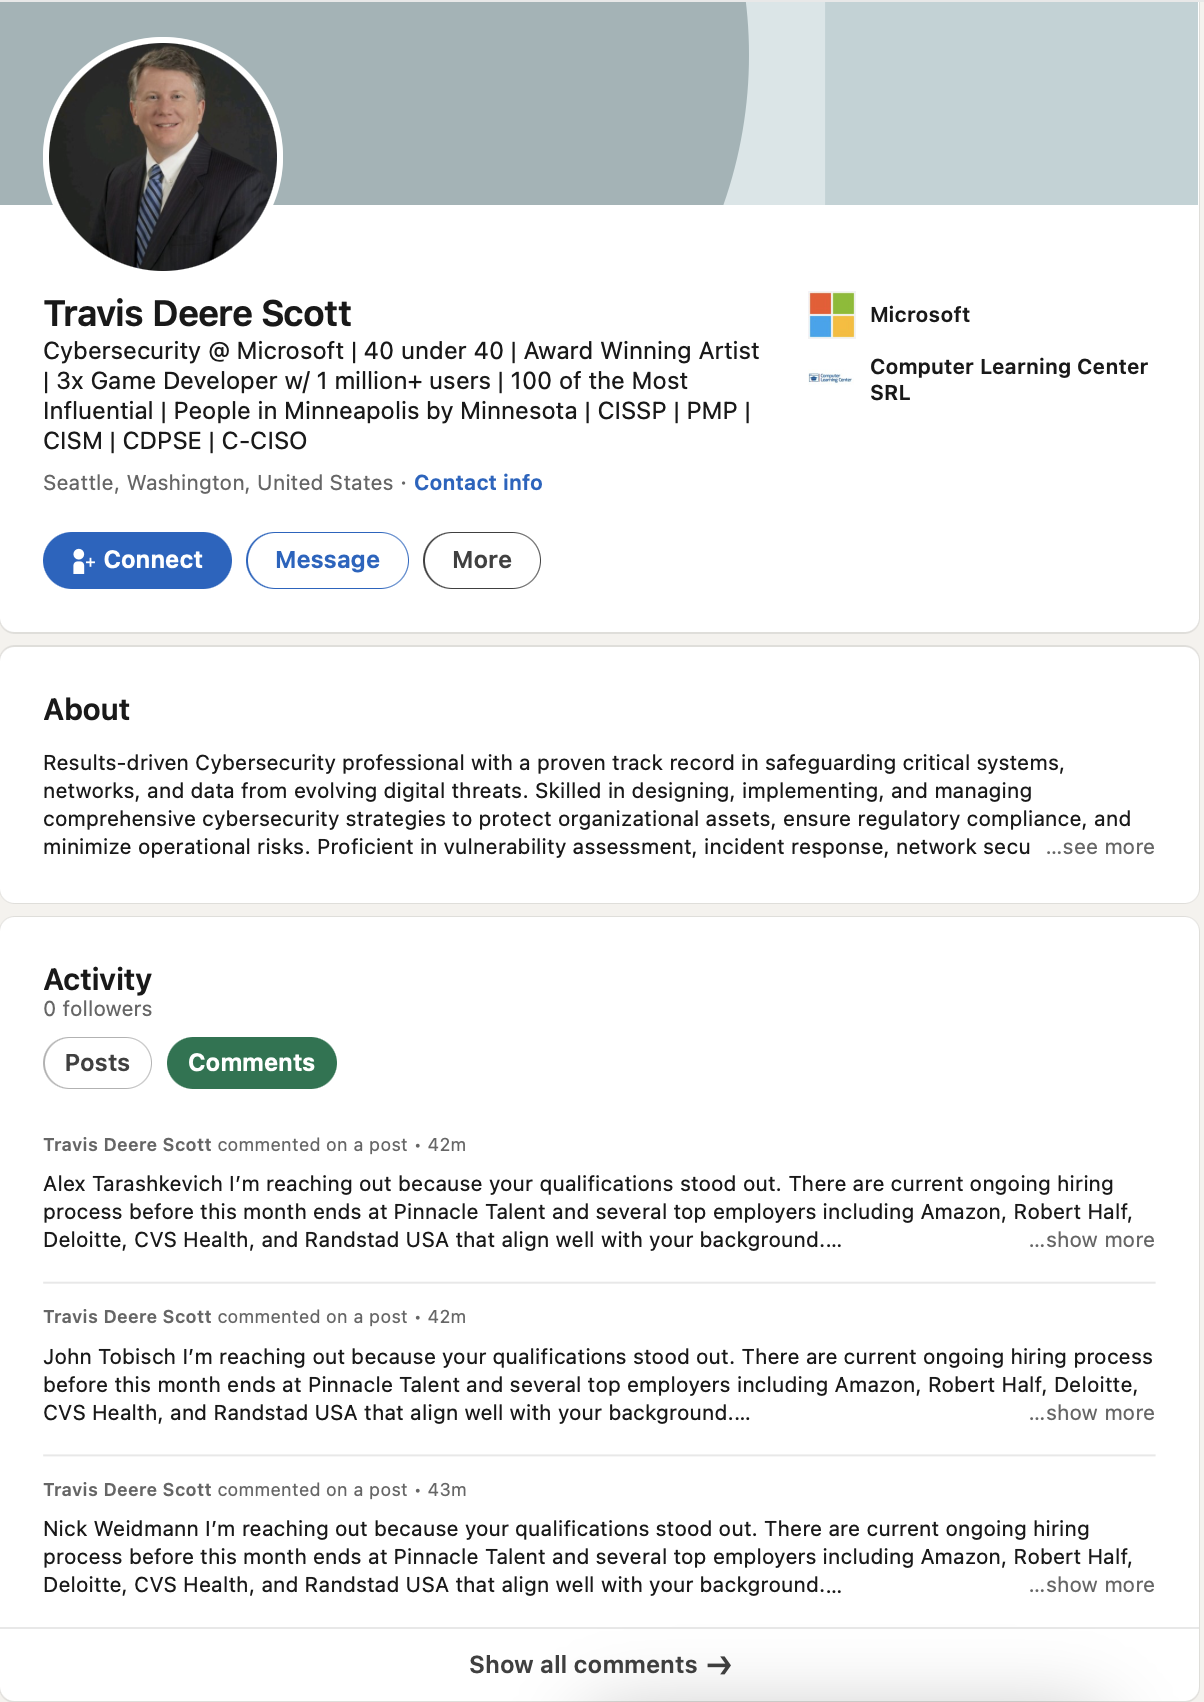 Travis Deere Scott
Cybersecurity @ Microsoft | 40 under 40 | Award Winning Artist
| 3x Game Developer w/ 1 million+ users | 100 of the Most
Influential | People in Minneapolis by Minnesota | CISSP | PMP |
CISM | CDPSE | C-CISO
Seattle, Washington, United States · Contact info
Microsoft
Computer Learning Center
Computer Learning Center
SRL
Connect
Message
More
About
Results-driven Cybersecurity professional with a proven track record in safeguarding critical systems,
networks, and data from evolving digital threats. Skilled in designing, implementing, and managing
comprehensive cybersecurity strategies to protect organizational assets, ensure regulatory compliance, and
minimize operational risks. Proficient in vulnerability assessment, incident response, network secu …see more
Activity
0 followers
Posts
Comments
Travis Deere Scott commented on a post • 42m
Alex Tarashkevich I’m reaching out because your qualifications stood out. There are current ongoing hiring
process before this month ends at Pinnacle Talent and several top employers including Amazon, Robert Half,
Deloitte, CVS Health, and Randstad USA that align well with your background.… …show more
Travis Deere Scott commented on a post • 42m
John Tobisch I’m reaching out because your qualifications stood out. There are current ongoing hiring process
before this month ends at Pinnacle Talent and several top employers including Amazon, Robert Half, Deloitte,
CVS Health, and Randstad USA that align well with your background.… …show more
Travis Deere Scott commented on a post • 43m
Nick Weidmann I’m reaching out because your qualifications stood out. There are current ongoing hiring
process before this month ends at Pinnacle Talent and several top employers including Amazon, Robert Half,
Deloitte, CVS Health, and Randstad USA that align well with your background.… …show more
Show all comments →